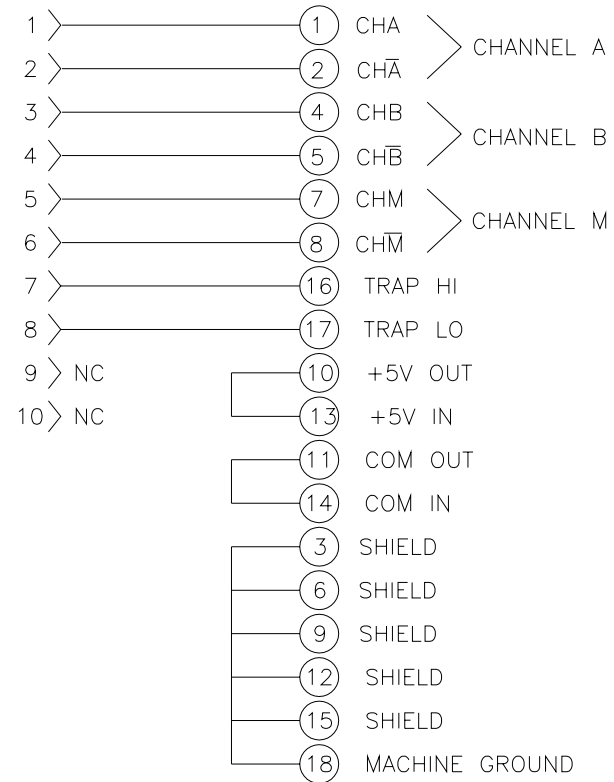 1 1 CHA
CHANNEL A
2 2 CHA̅
3 4 CHB
CHANNEL B
4 5 CHB̅
5 7 CHM
CHANNEL M
6 8 CHM̅
7 16 TRAP HI
8 17 TRAP LO
9 NC 10 +5V OUT
10 NC 13 +5V IN
11 COM OUT
14 COM IN
3 SHIELD
6 SHIELD
9 SHIELD
12 SHIELD
15 SHIELD
18 MACHINE GROUND